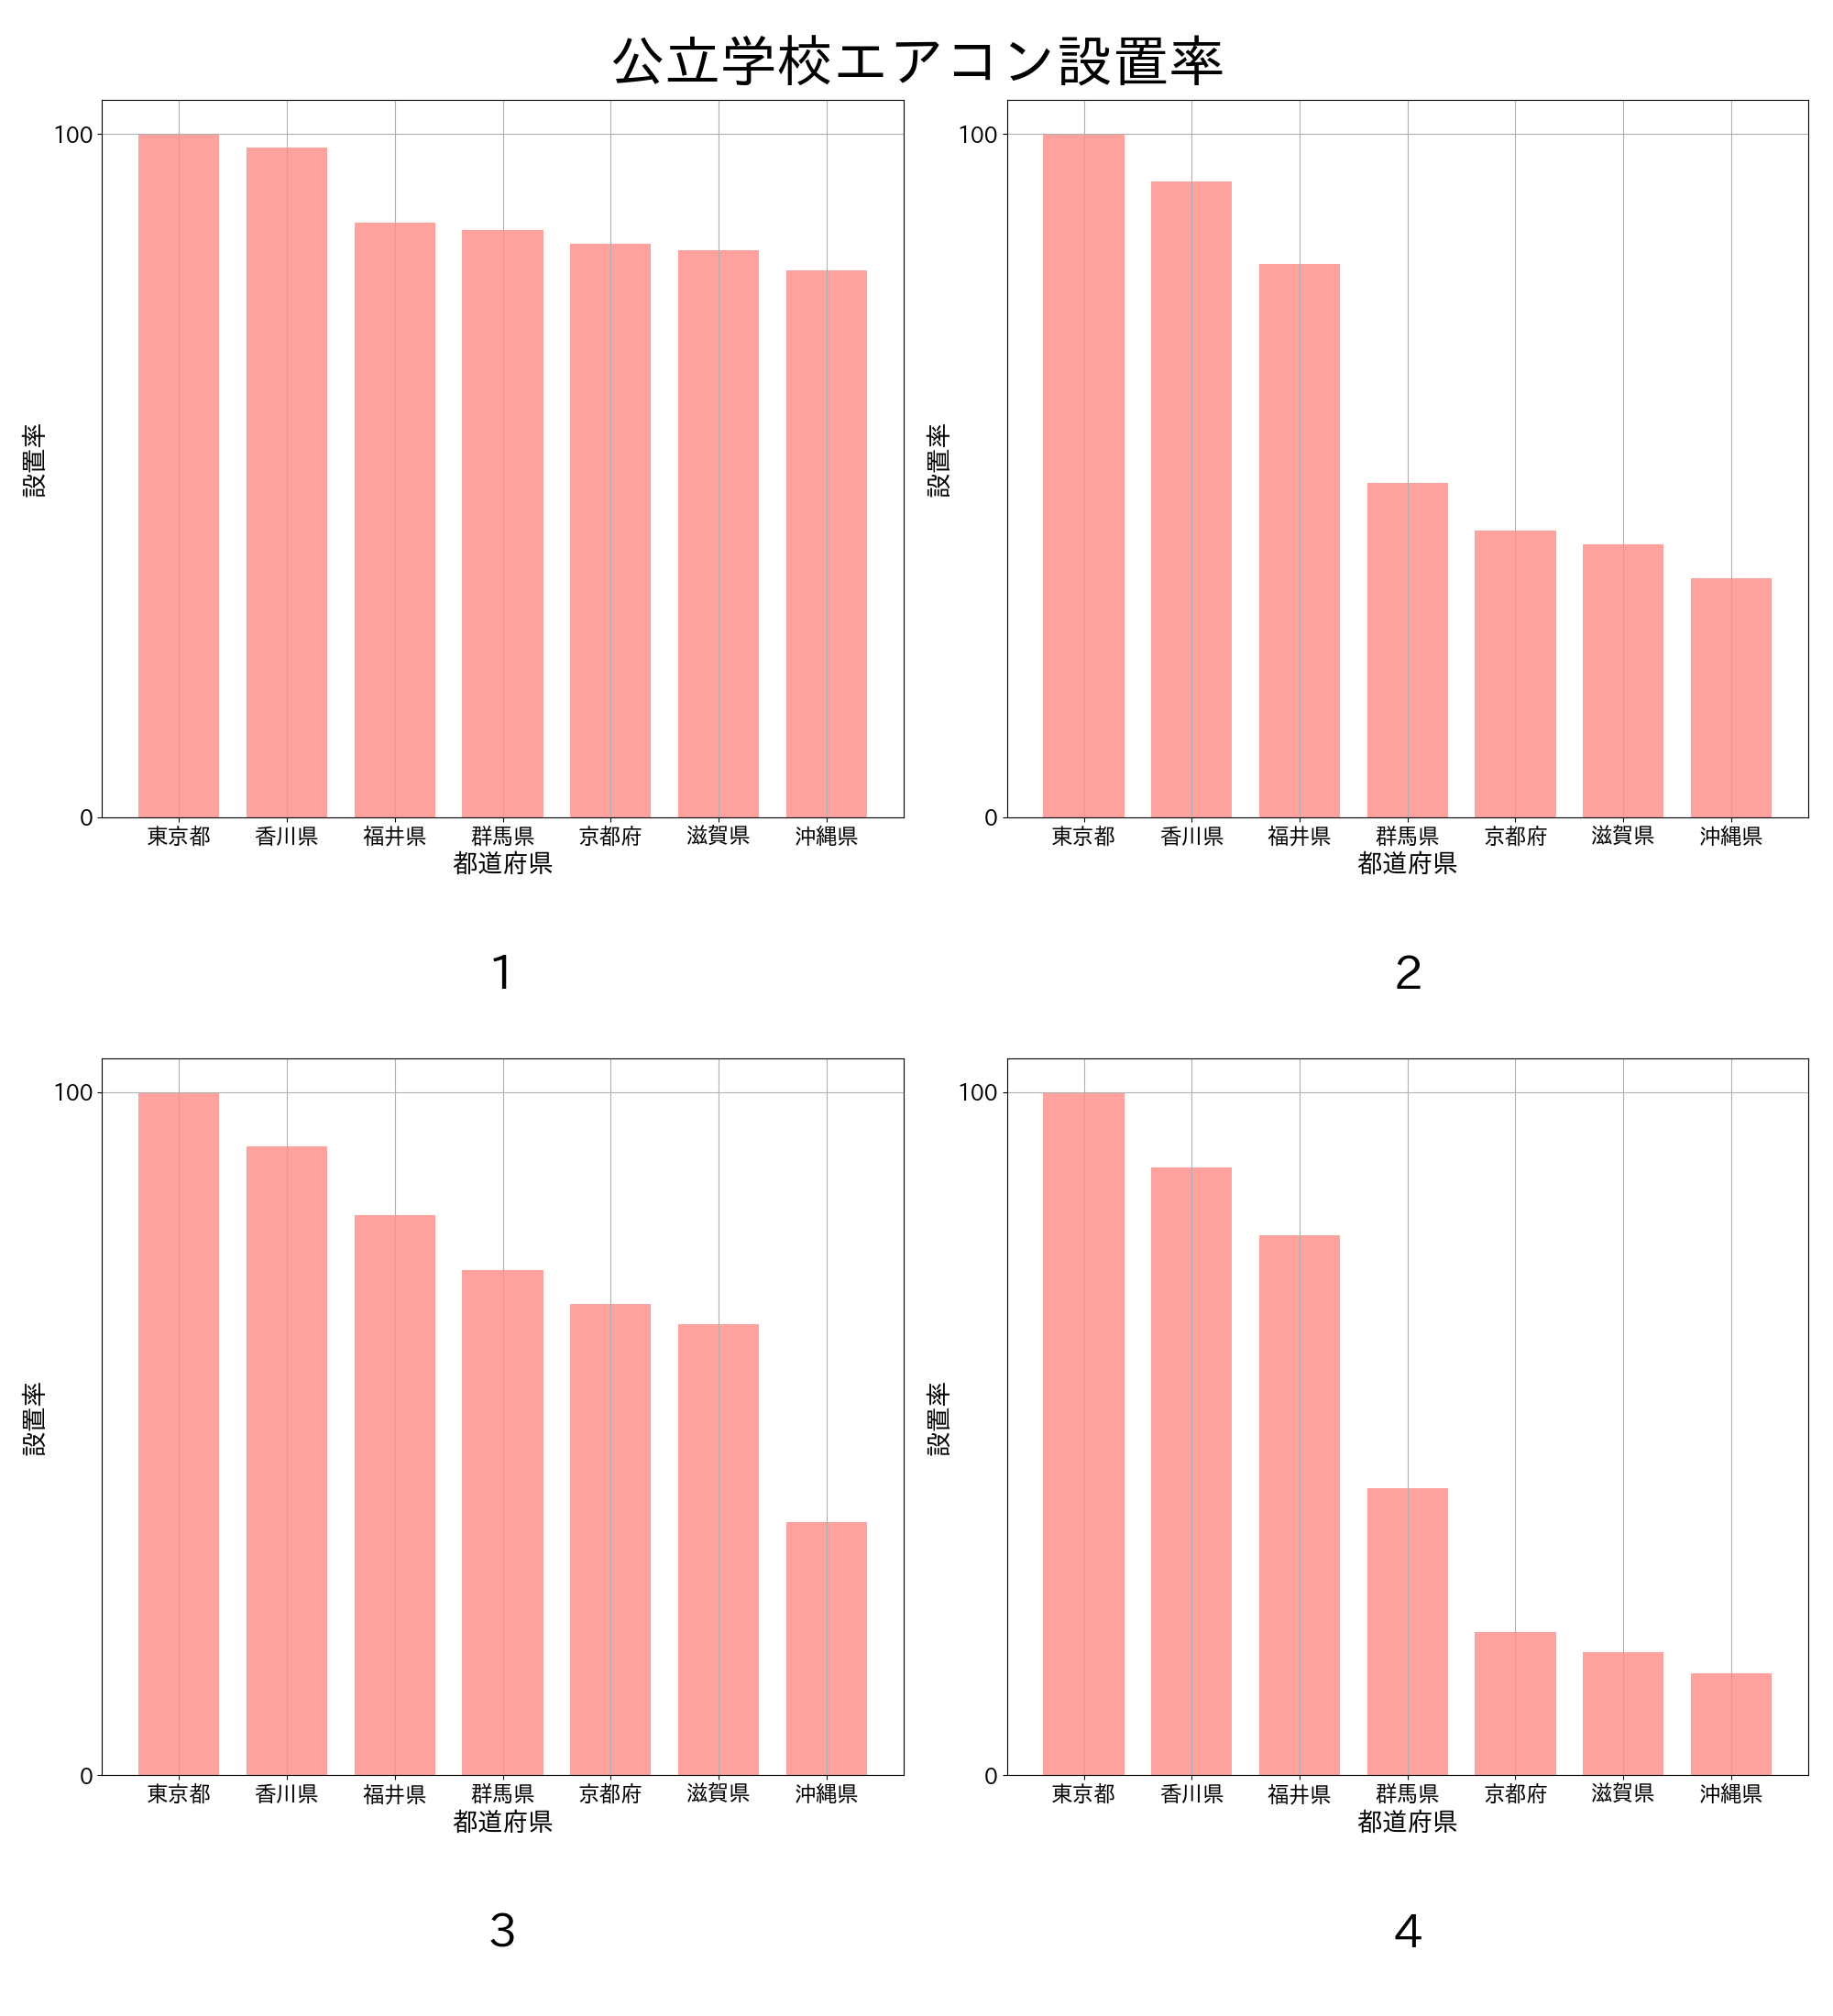 公立学校エアコン設置率
100
0
設置率
東京都 香川県 福井県 群馬県 京都府 滋賀県 沖縄県
都道府県
1
100
0
設置率
東京都 香川県 福井県 群馬県 京都府 滋賀県 沖縄県
都道府県
2
100
0
設置率
東京都 香川県 福井県 群馬県 京都府 滋賀県 沖縄県
都道府県
3
100
0
設置率
東京都 香川県 福井県 群馬県 京都府 滋賀県 沖縄県
都道府県
4